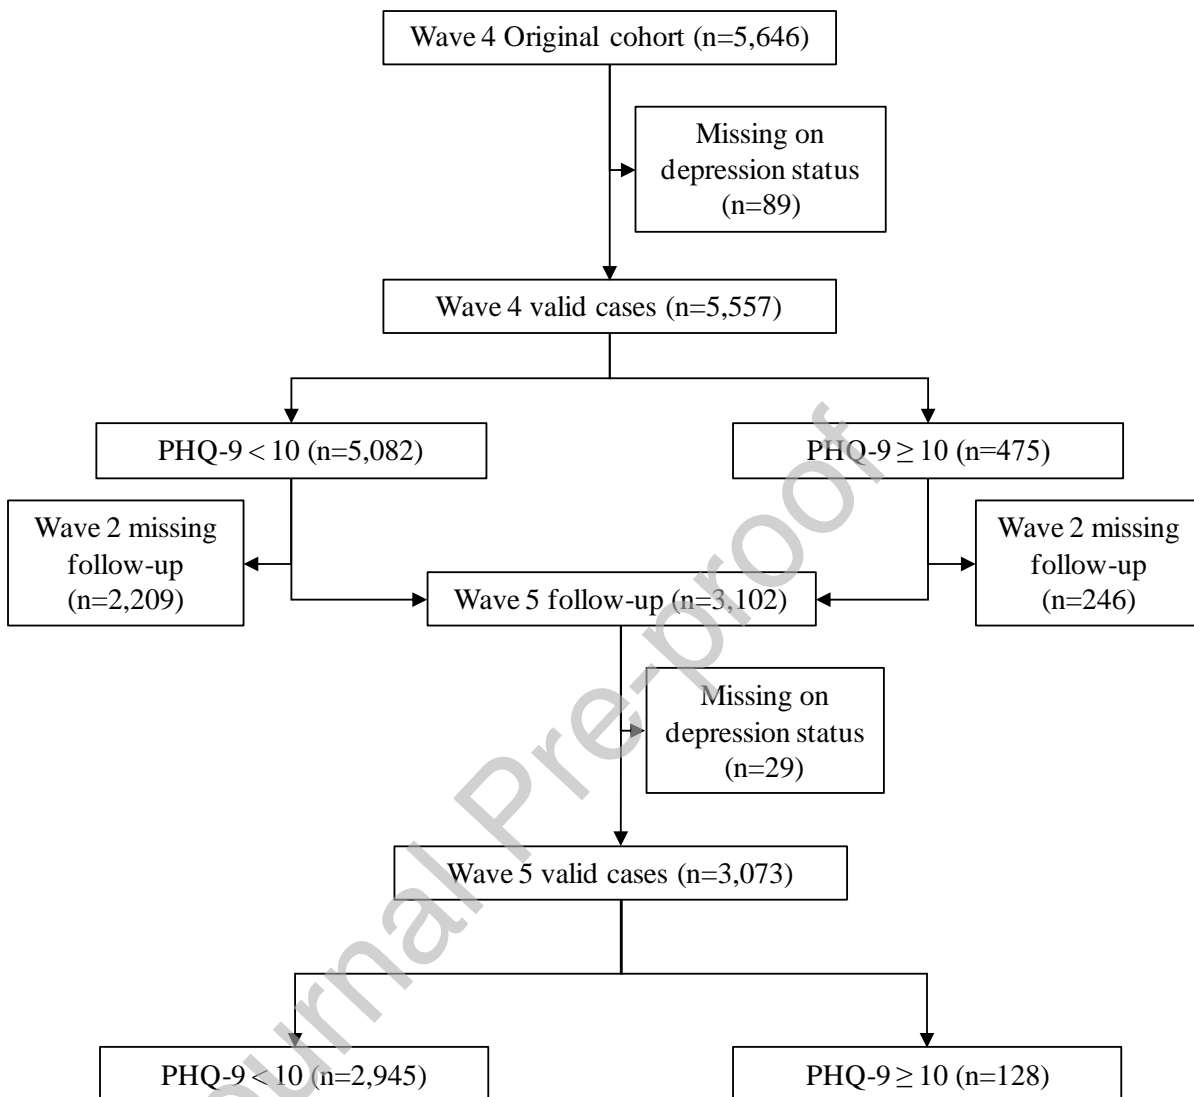 Wave 4 Original cohort (n=5,646)
Missing on
depression status
(n=89)
Wave 4 valid cases (n=5,557)
PHQ-9 < 10 (n=5,082)
PHQ-9 ≥ 10 (n=475)
Wave 2 missing
follow-up
(n=2,209)
Wave 5 follow-up (n=3,102)
Wave 2 missing
follow-up
(n=246)
Missing on
depression status
(n=29)
Wave 5 valid cases (n=3,073)
PHQ-9 < 10 (n=2,945)
PHQ-9 ≥ 10 (n=128)
urnal Pre-proof